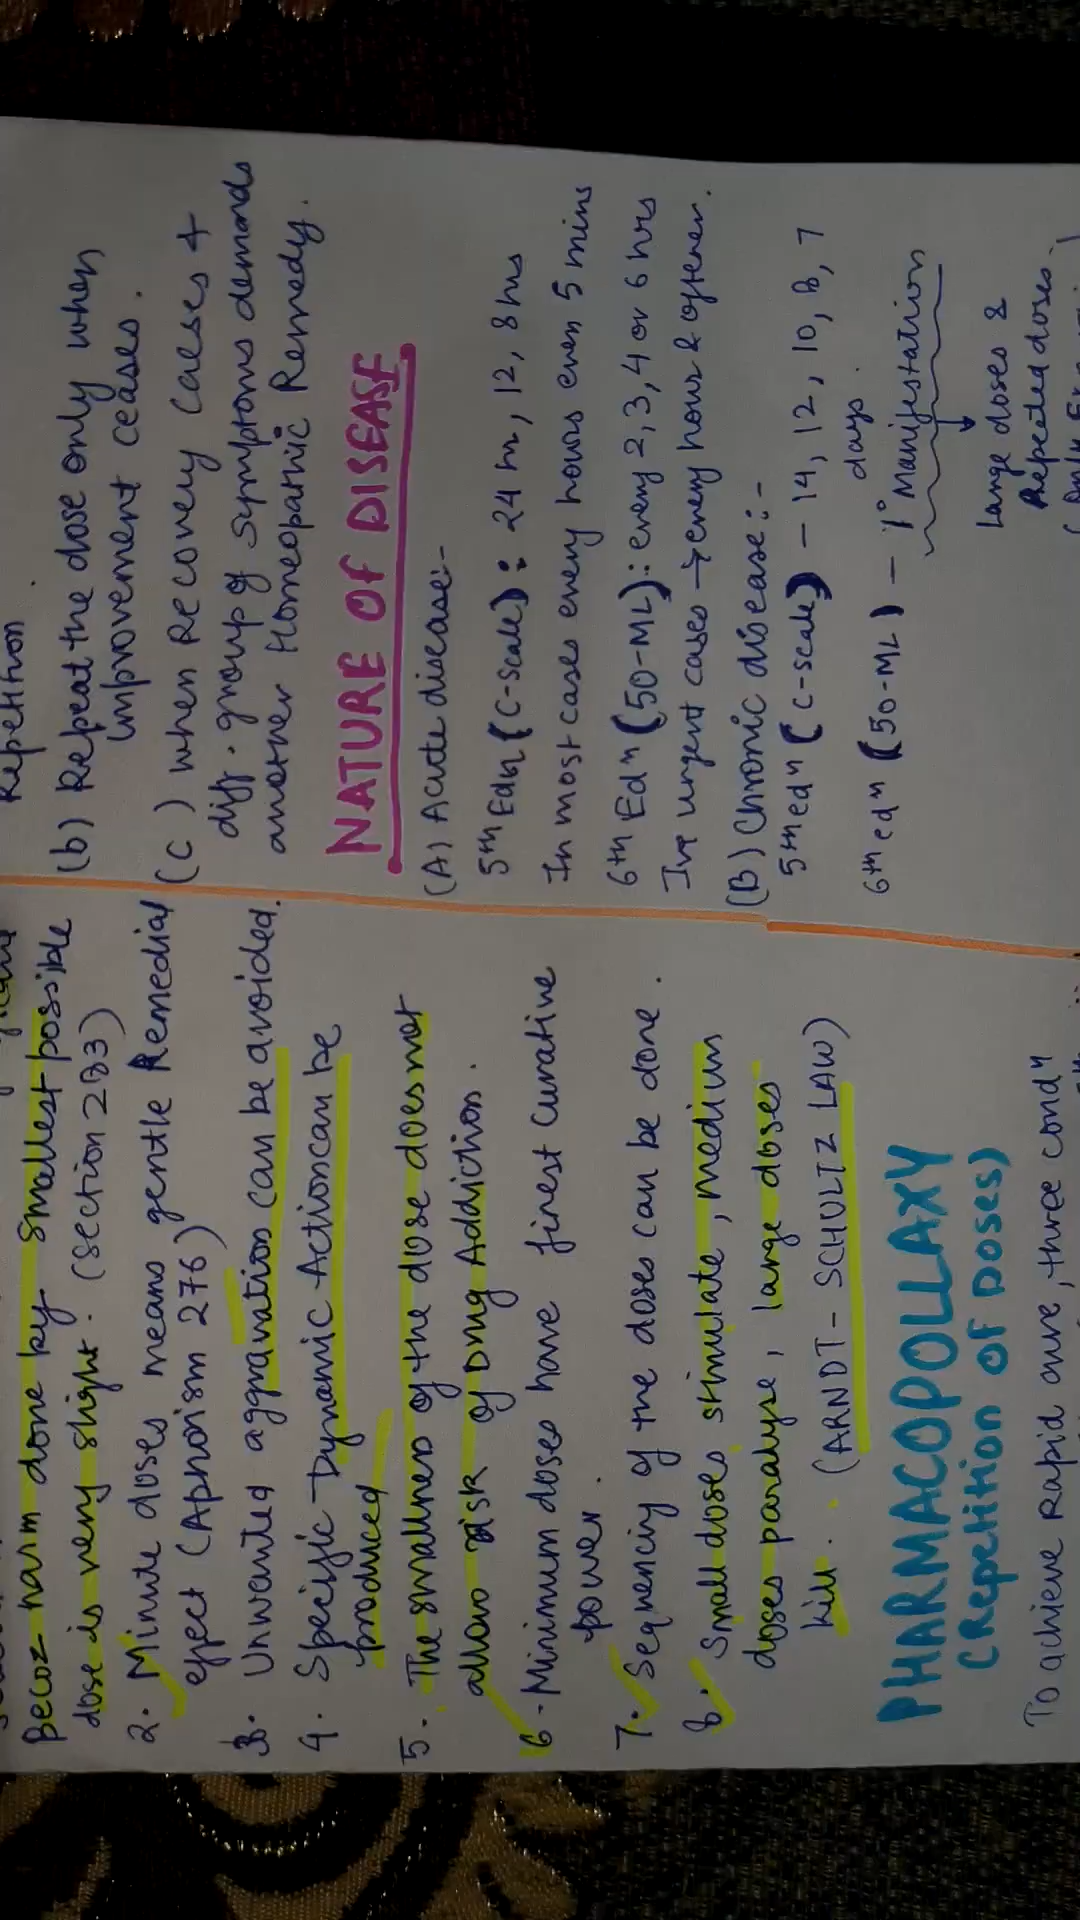 Becoz harm done by smallest possible
dose is very slight. (section 283)
2. Minute doses means gentle Remedial
effect (Aphorism 276)
3. Unwanted aggravation can be avoided.
4. Specific Dynamic Action can be
produced
5. The smallness of the dose does not
allow risk of Drug Addiction.
6. Minimum doses have finest curative
power.
7. Sequencing of the doses can be done.
8. Small doses stimulate, medium
doses paralyse, large doses
kill. (ARNDT-SCHULTZ LAW)
PHARMACOPOLLAXY
(Repetition of Doses)
To achieve rapid cure, three condⁿ
Repetition
(b) Repeat the dose only when
improvement ceases.
(c) when recovery caeses &
diff. group of symptoms demands
another Homeopathic Remedy.
NATURE OF DISEASE
(A) Acute disease:-
5th Edn (C-scale): 24 hr, 12, 8 hrs
In most cases every hours even 5 mins
6th Edⁿ (50-ML): every 2, 3, 4 or 6 hrs
In urgent cases → every hour & oftener.
(B) Chronic disease:-
5th edⁿ (C-scale) - 14, 12, 10, 8, 7
days.
6th edⁿ (50-ML) - 1° Manifestation
↓
Large doses &
Repeated doses.